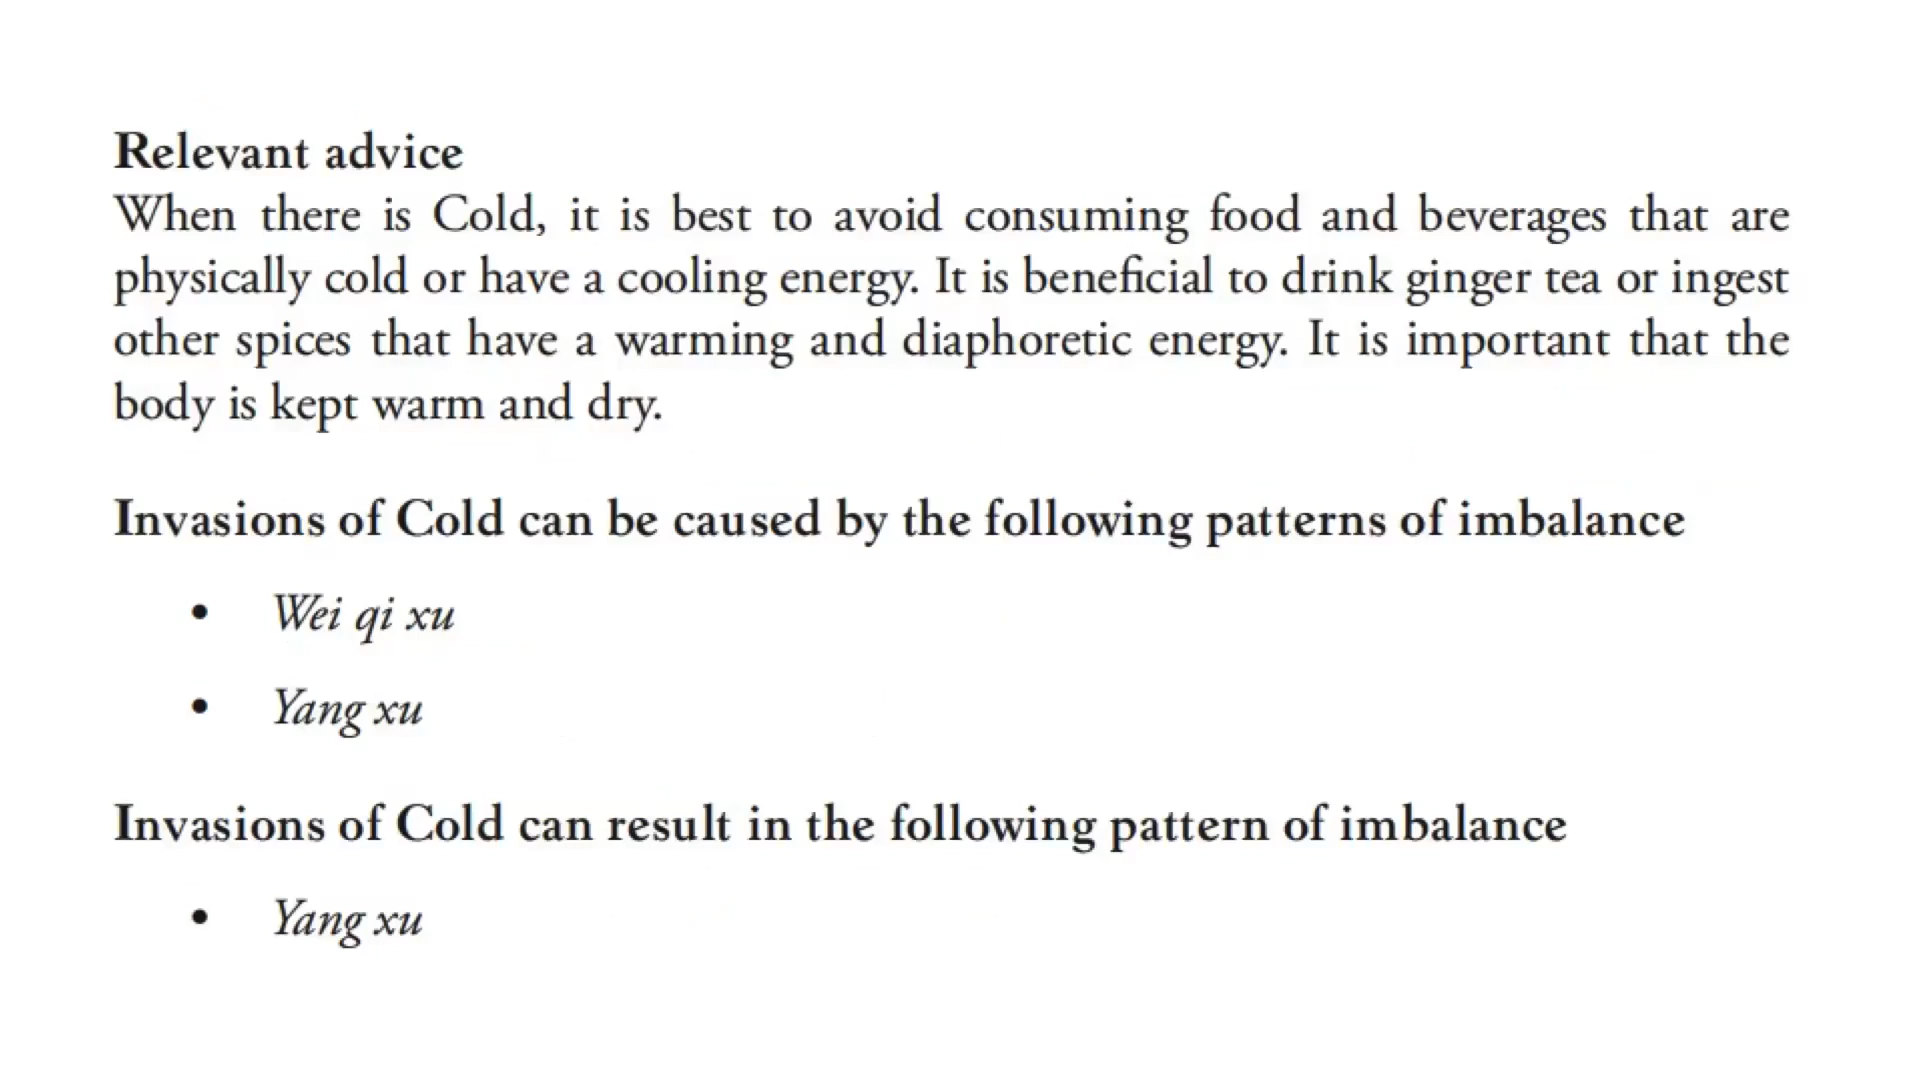 Relevant advice
When there is Cold, it is best to avoid consuming food and beverages that are
physically cold or have a cooling energy. It is beneficial to drink ginger tea or ingest
other spices that have a warming and diaphoretic energy. It is important that the
body is kept warm and dry.
Invasions of Cold can be caused by the following patterns of imbalance
• Wei qi xu
• Yang xu
Invasions of Cold can result in the following pattern of imbalance
• Yang xu